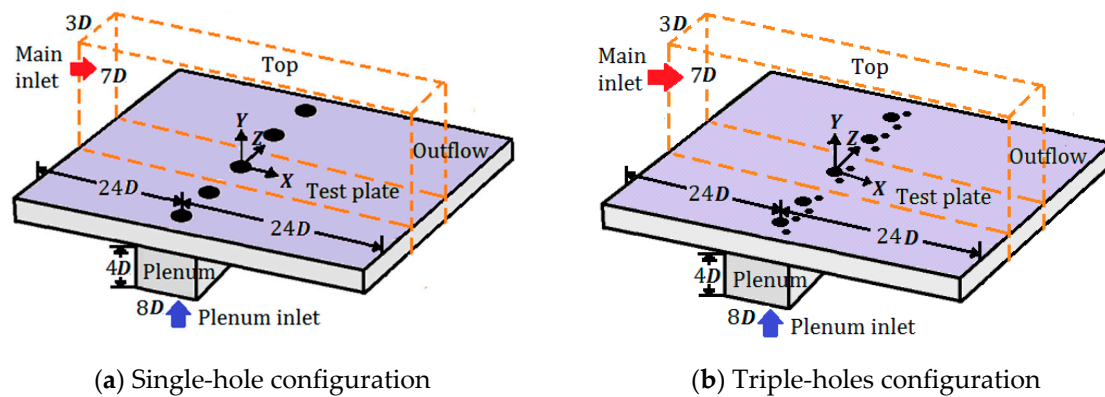 3D
Main
inlet
7D
Top
Y
Z
X
Outflow
Test plate
24D
24D
4D
Plenum
8D
Plenum inlet
(a) Single-hole configuration
3D
Main
inlet
7D
Top
Y
Z
X
Outflow
Test plate
24D
24D
4D
Plenum
8D
Plenum inlet
(b) Triple-holes configuration